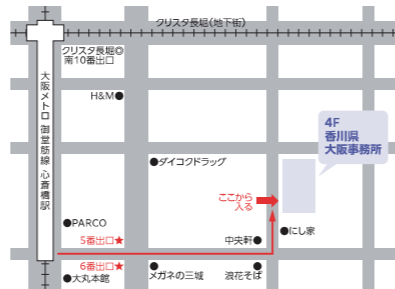 クリスタ長堀(地下街)
クリスタ長堀◎
南10番出口
大阪メトロ 御堂筋線 心斎橋駅
H&M●
4F
香川県
大阪事務所
●ダイコクドラッグ
ここから
入る
●PARCO
5番出口★
中央軒●
●にし家
6番出口★
●大丸本館
メガネの三城
浪花そば